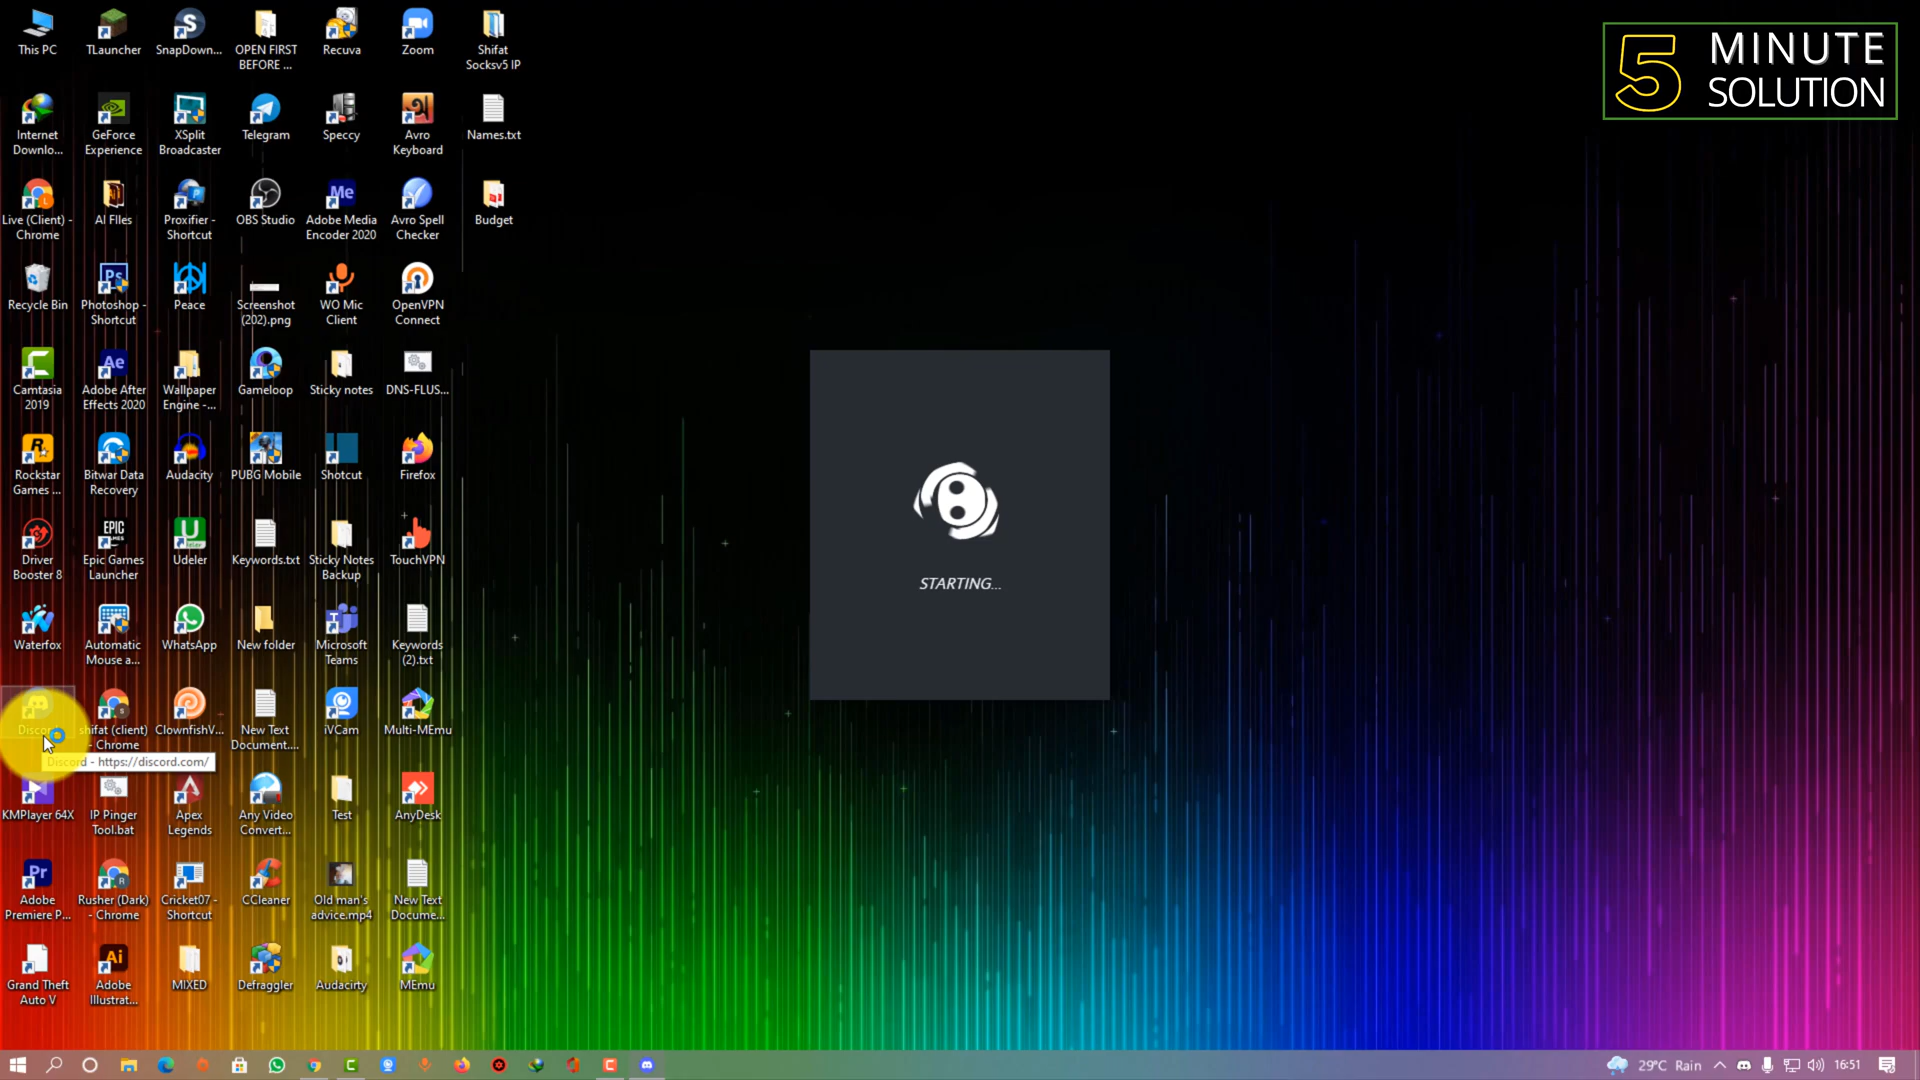 This PC
TLauncher
SnapDown...
OPEN FIRST
BEFORE ...
Recuva
Zoom
Shifat
Socksv5 IP
5 MINUTE
SOLUTION
Internet
Downlo...
GeForce
Experience
XSplit
Broadcaster
Telegram
Speccy
Avro
Keyboard
Names.txt
Live (Client) -
Chrome
AI FIles
Proxifier -
Shortcut
OBS Studio
Adobe Media
Encoder 2020
Avro Spell
Checker
Budget
Recycle Bin
Photoshop -
Shortcut
Peace
Screenshot
(202).png
WO Mic
Client
OpenVPN
Connect
Camtasia
2019
Adobe After
Effects 2020
Wallpaper
Engine -...
Gameloop
Sticky notes
DNS-FLUS...
Rockstar
Games ...
Bitwar Data
Recovery
Audacity
PUBG Mobile
Shotcut
Firefox
Driver
Booster 8
Epic Games
Launcher
Udeler
Keywords.txt
Sticky Notes
Backup
TouchVPN
STARTING...
Waterfox
Automatic
Mouse a...
WhatsApp
New folder
Microsoft
Teams
Keywords
(2).txt
shifat (client)
- Chrome
ClownfishV...
New Text
Document....
iVCam
Multi-MEmu
Discord - https://discord.com/
KMPlayer 64X
IP Pinger
Tool.bat
Apex
Legends
Any Video
Convert...
Test
AnyDesk
Adobe
Premiere P...
Rusher (Dark)
- Chrome
Cricket07 -
Shortcut
CCleaner
Old man's
advice.mp4
New Text
Docume...
Grand Theft
Auto V
Adobe
Illustrat...
MIXED
Defraggler
Audacirty
MEmu
29°C Rain
16:51